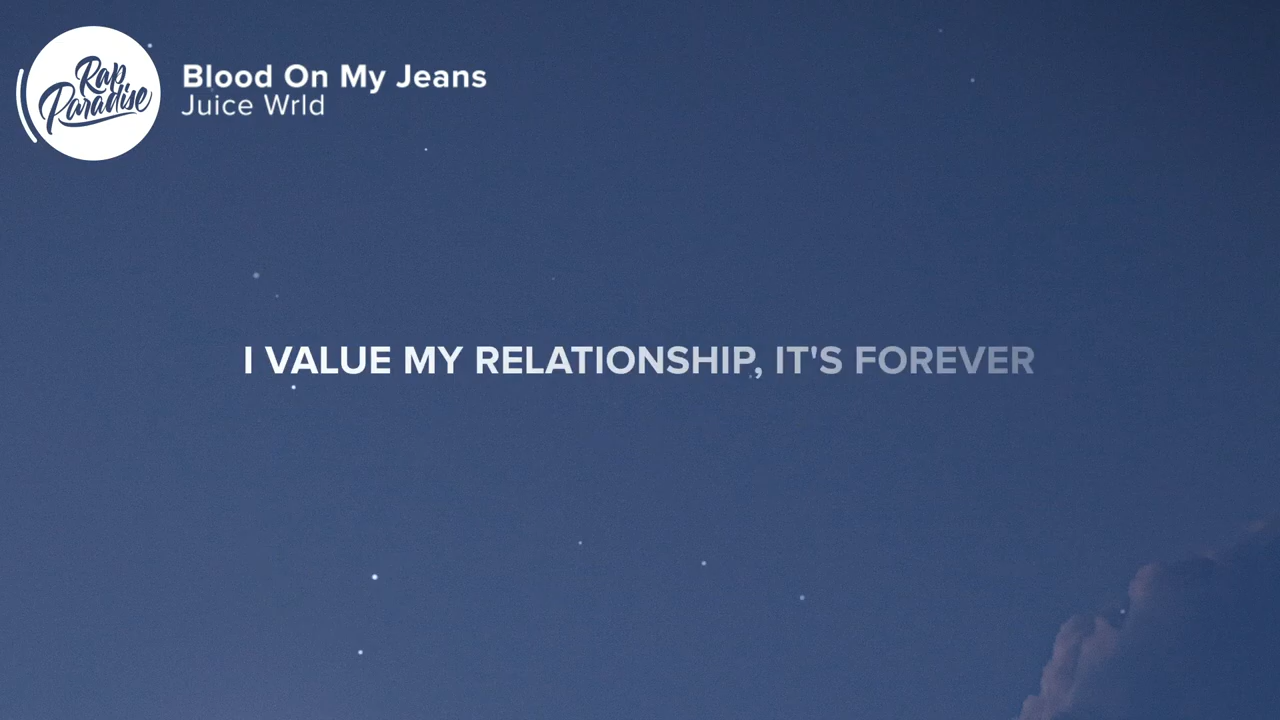 Rap
Paradise
Blood On My Jeans
Juice Wrld
I VALUE MY RELATIONSHIP, IT'S FOREVER